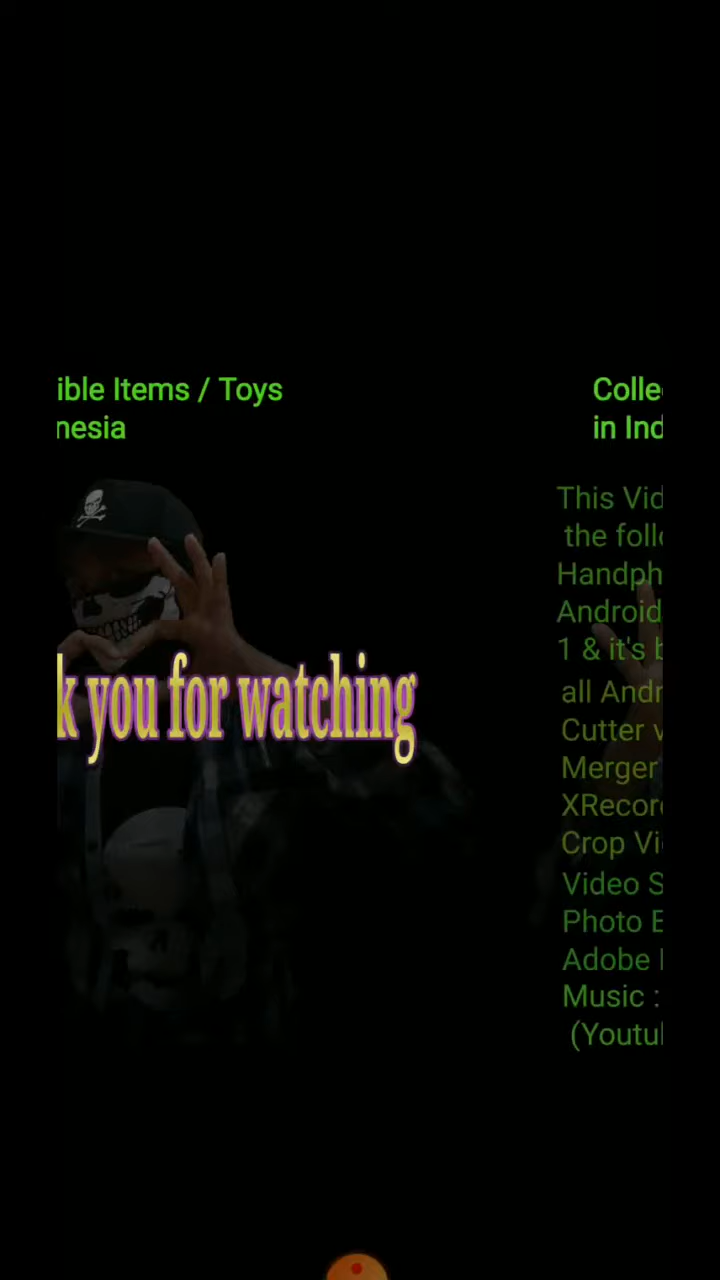 ible Items / Toys
nesia
k you for watching
Colle
in Ind
This Vid
the foll
Handph
Android
1 & it's b
all Andr
Cutter v
Merger
XRecor
Crop Vi
Video S
Photo E
Adobe
Music :
(Youtu